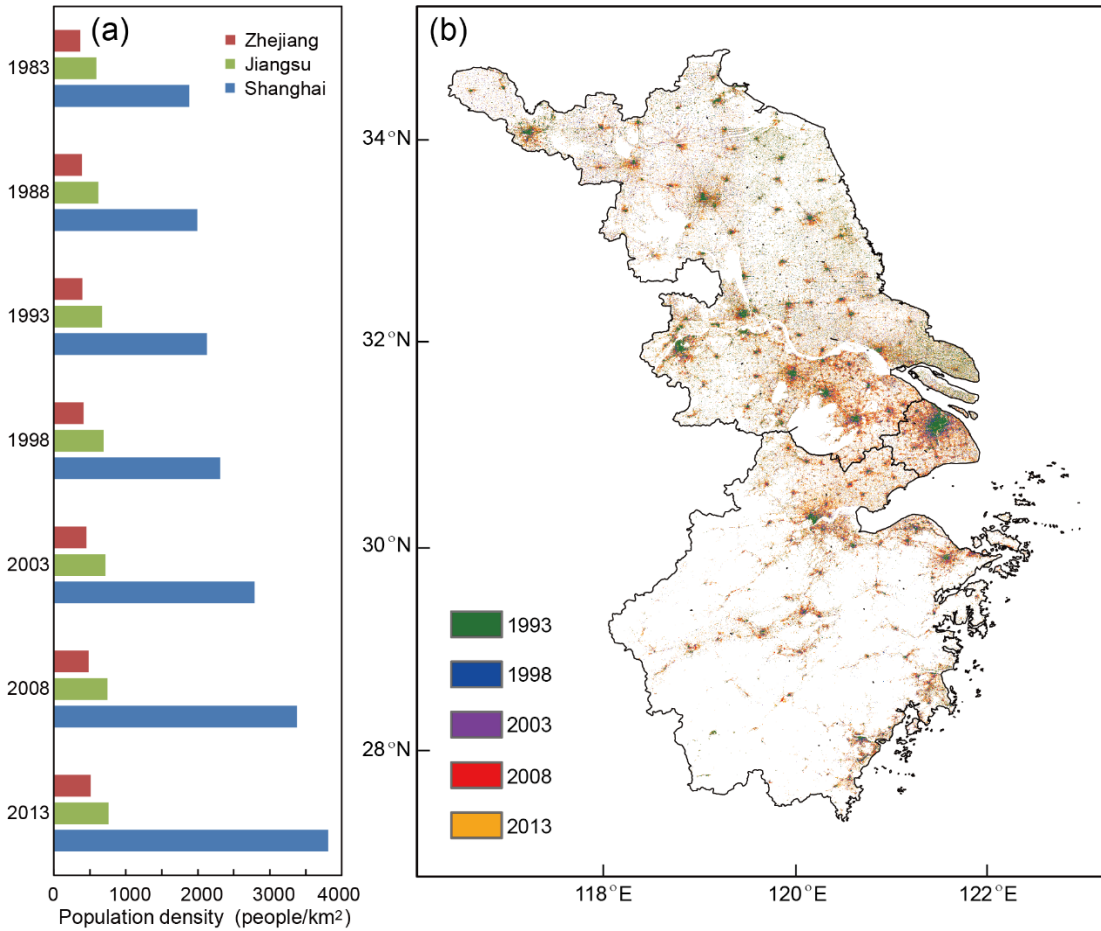 (a)
Zhejiang
Jiangsu
Shanghai
1983
1988
1993
1998
2003
2008
2013
0 1000 2000 3000 4000
Population density (people/km²)
(b)
34°N
32°N
30°N
28°N
1993
1998
2003
2008
2013
118°E 120°E 122°E